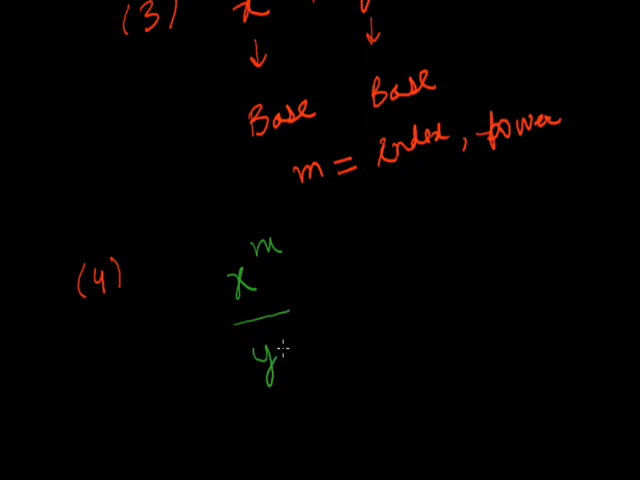 (3) x
Base Base
m = index, power
(4) x^m
y